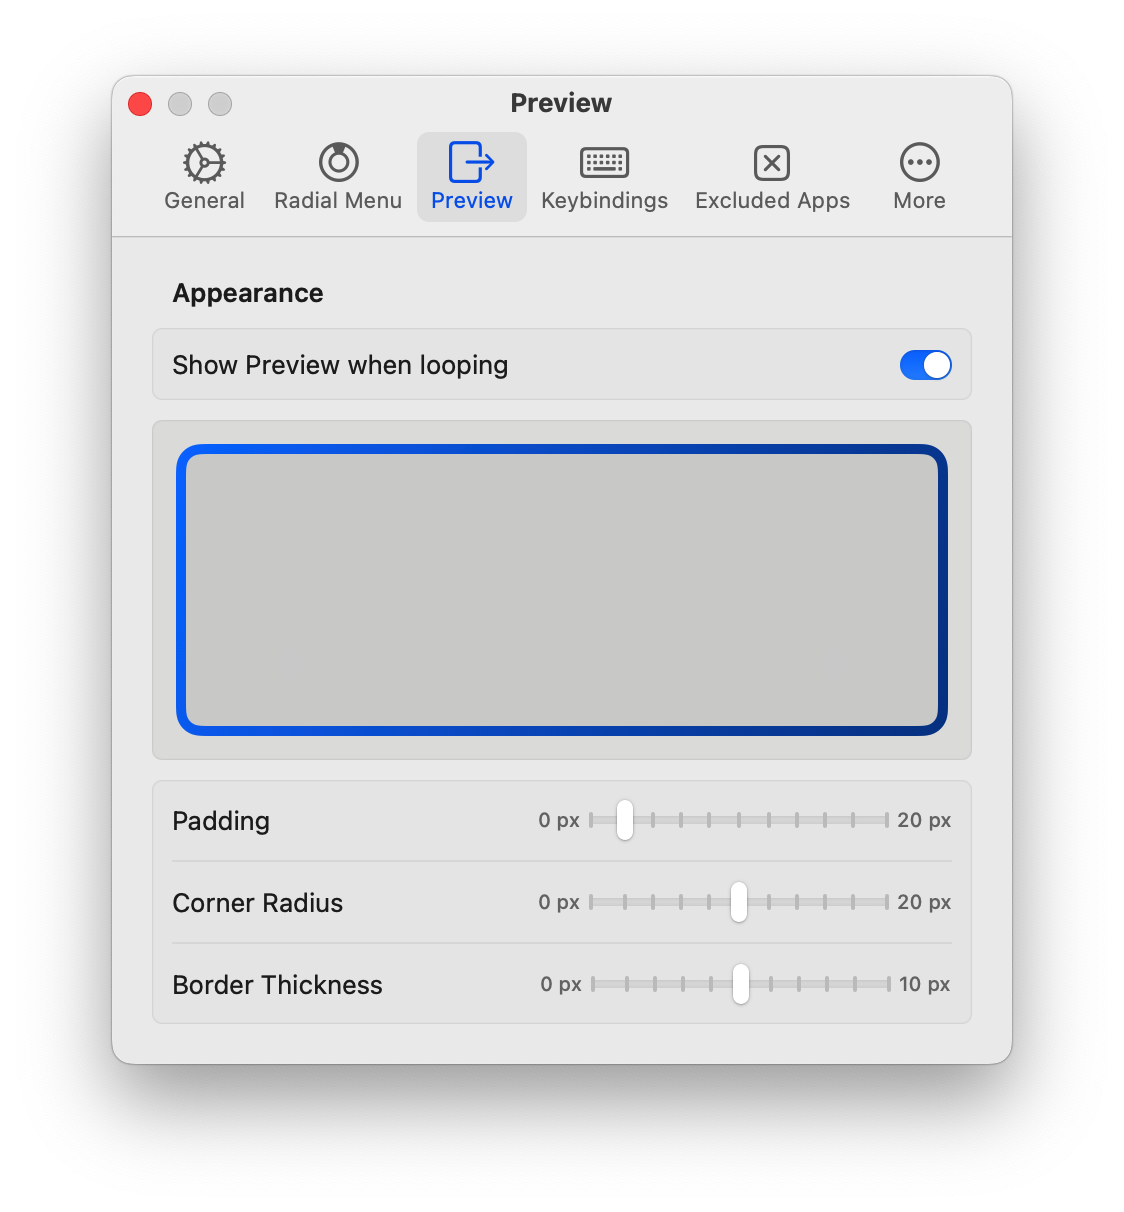 Preview
General Radial Menu Preview Keybindings Excluded Apps More
Appearance
Show Preview when looping
Padding 0 px 20 px
Corner Radius 0 px 20 px
Border Thickness 0 px 10 px